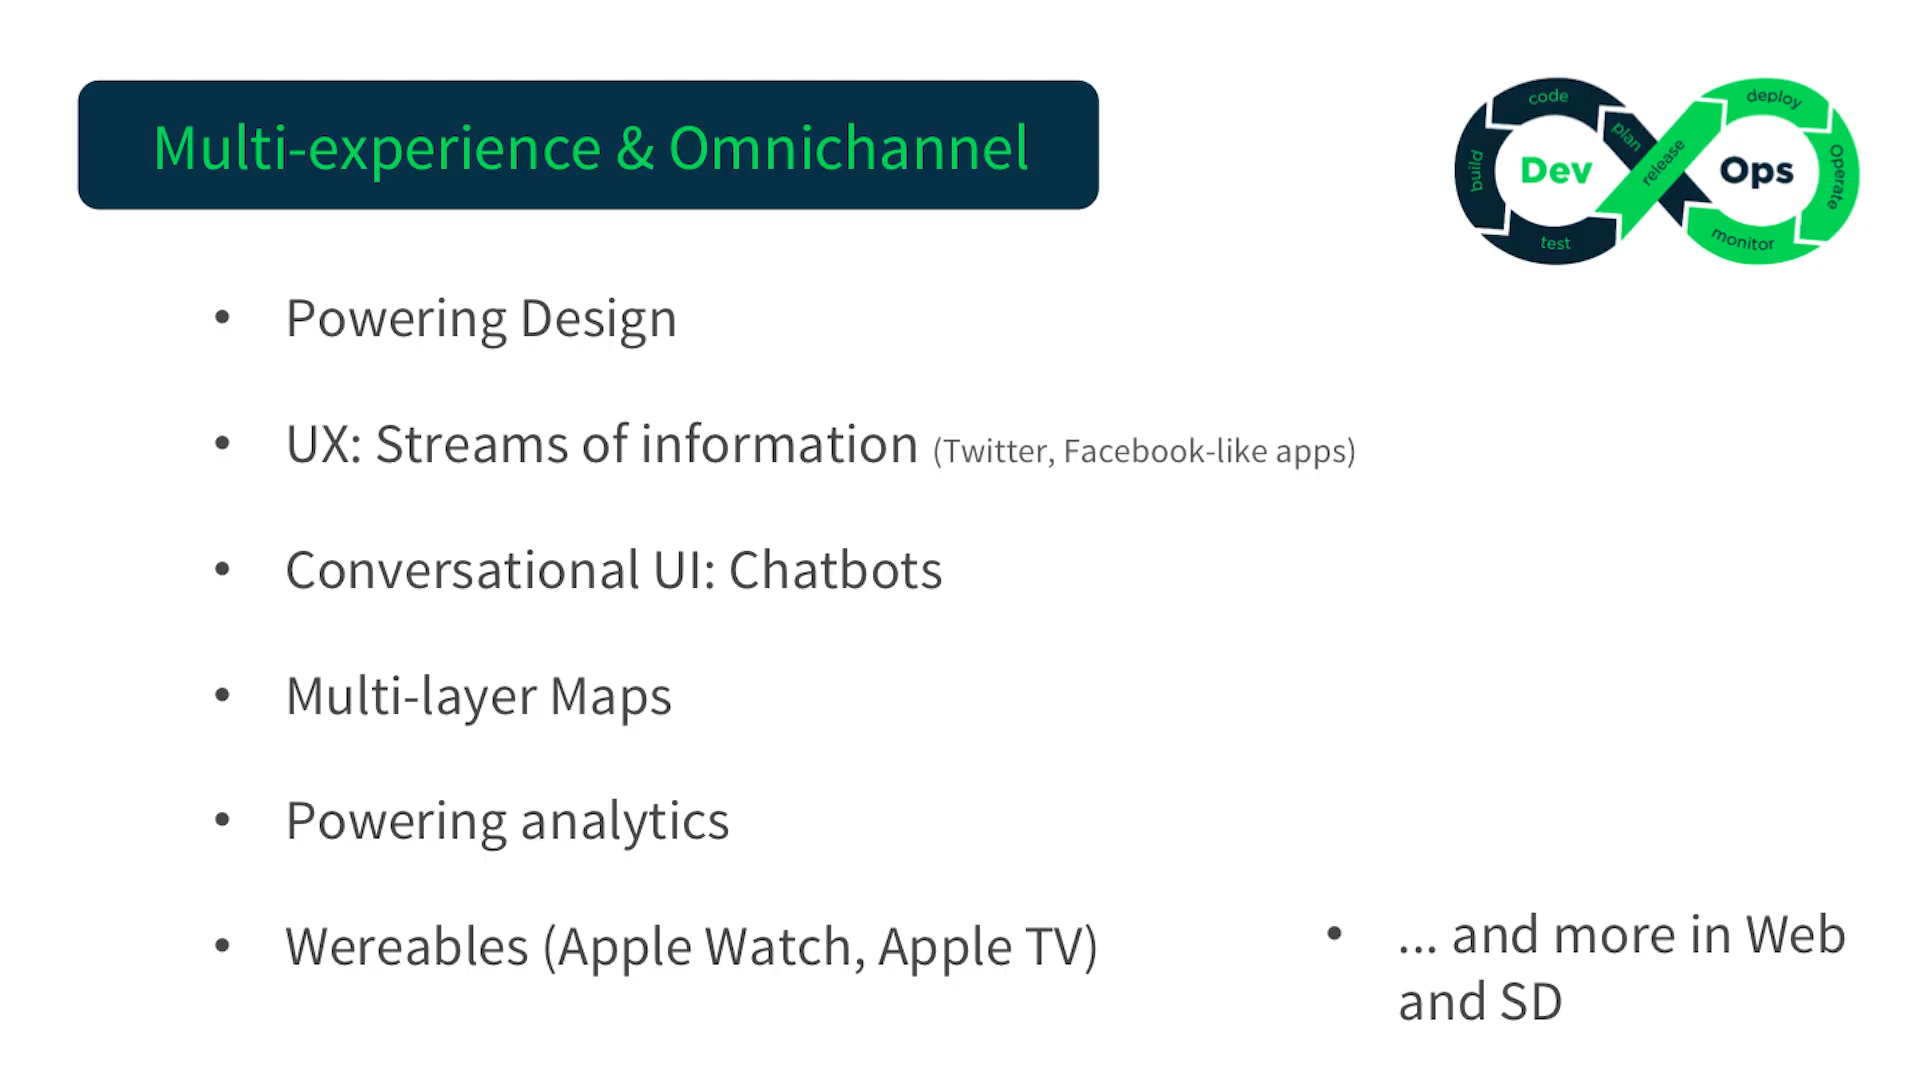 Multi-experience & Omnichannel
code
plan
build
test
Dev
release
deploy
Ops
Operate
monitor
• Powering Design
• UX: Streams of information (Twitter, Facebook-like apps)
• Conversational UI: Chatbots
• Multi-layer Maps
• Powering analytics
• Wereables (Apple Watch, Apple TV)
• ... and more in Web
and SD